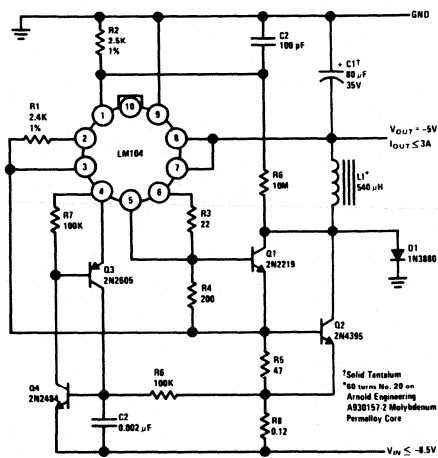 GND
R2
2.5K
1%
C2
100 pF
+ C1†
80 µF
35V
R1
2.4K
1%
10
1
9
2
8
LM104
3
7
4
5
6
VOUT = -5V
IOUT ≤ 3A
R6
10M
L1*
540 µH
R7
100K
R3
22
Q3
2N2605
Q1
2N2219
D1
1N3880
R4
200
Q2
2N4395
R5
47
Q4
2N2484
R6
100K
C2
0.002 µF
R8
0.12
†Solid Tantalum
*60 turns No. 20 on
Arnold Engineering
A930157-2 Molybdenum
Permalloy Core
VIN ≤ -8.5V